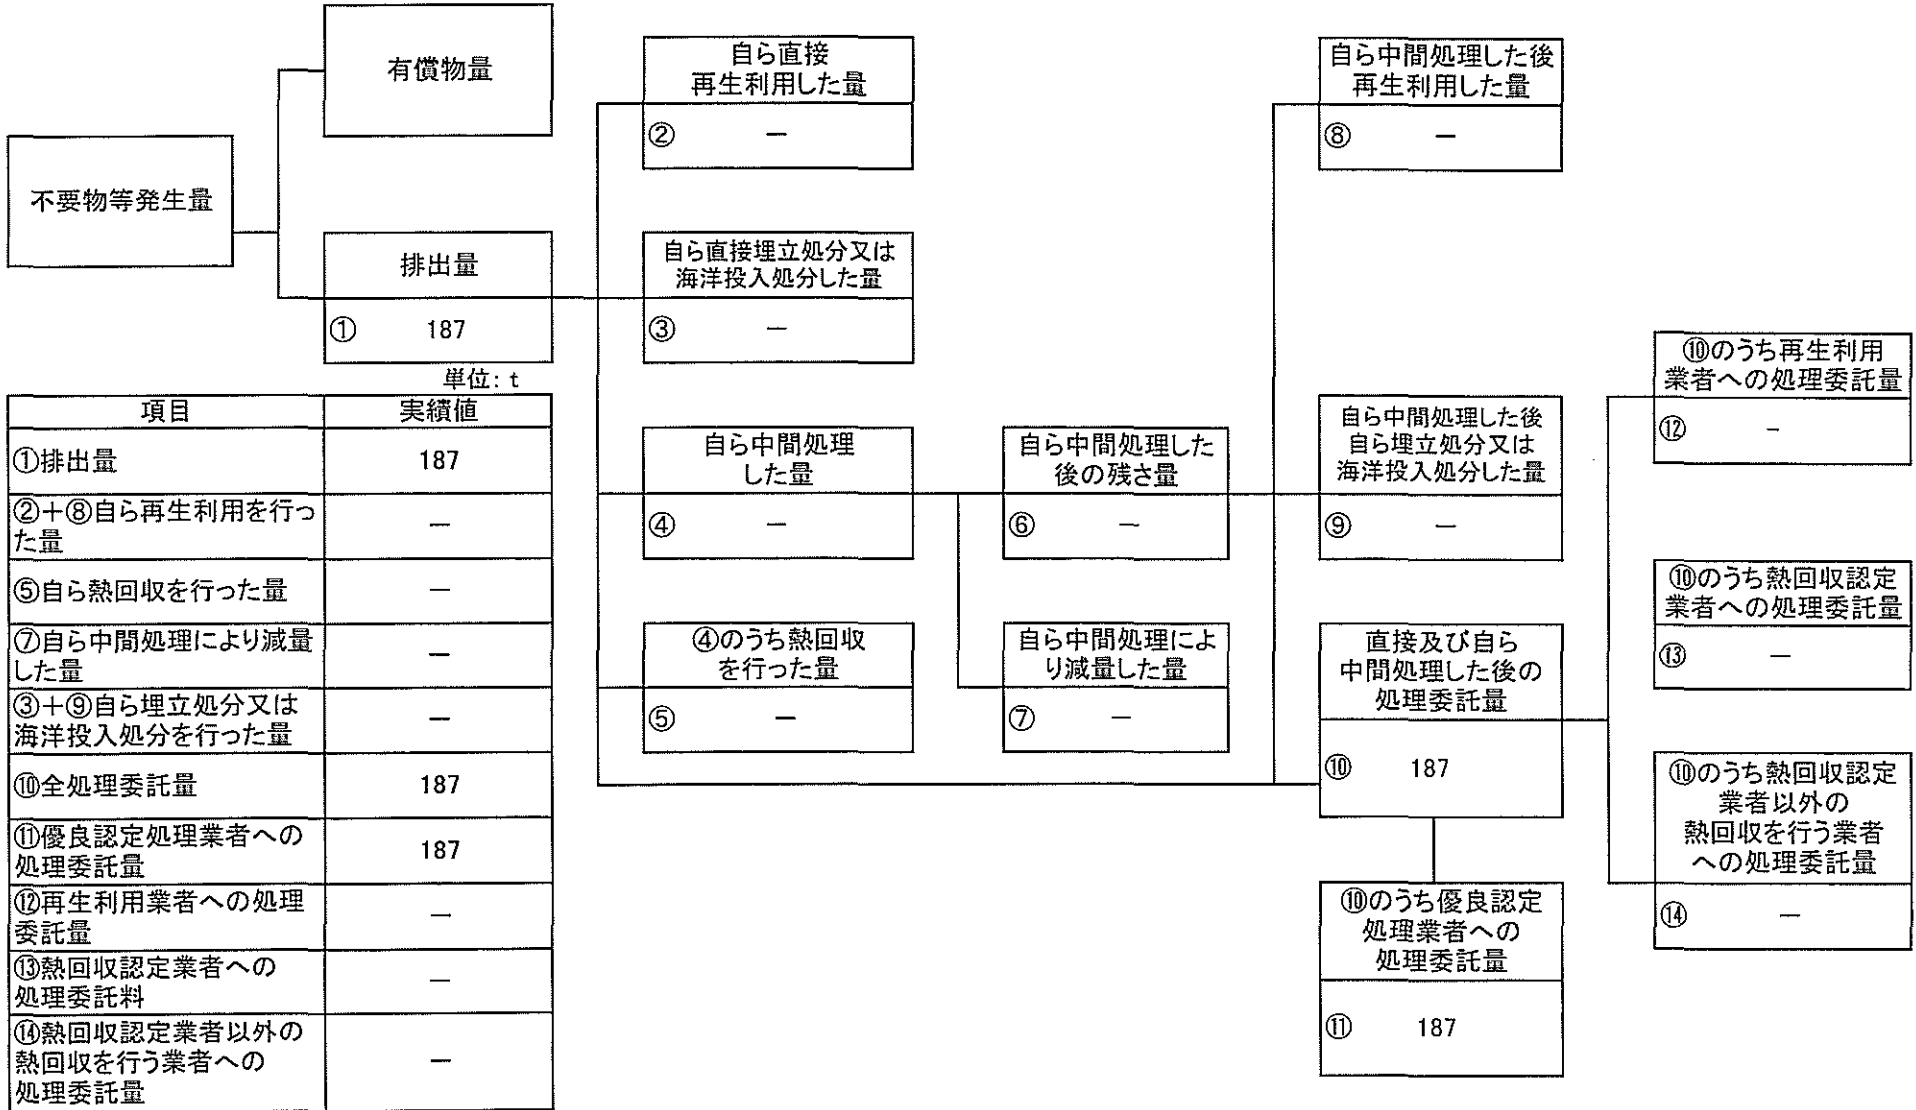 不要物等発生量
有償物量
排出量
① 187
自ら直接
再生利用した量
② ー
自ら直接埋立処分又は
海洋投入処分した量
③ ー
自ら中間処理
した量
④ ー
④のうち熱回収
を行った量
⑤ ー
自ら中間処理した
後の残さ量
⑥ ー
自ら中間処理によ
り減量した量
⑦ ー
自ら中間処理した後
再生利用した量
⑧ ー
自ら中間処理した後
自ら埋立処分又は
海洋投入処分した量
⑨ ー
直接及び自ら
中間処理した後の
処理委託量
⑩ 187
⑩のうち優良認定
処理業者への
処理委託量
⑪ 187
⑩のうち再生利用
業者への処理委託量
⑫ -
⑩のうち熱回収認定
業者への処理委託量
⑬ ー
⑩のうち熱回収認定
業者以外の
熱回収を行う業者
への処理委託量
⑭ ー
単位:t
項目 実績値
①排出量 187
②+⑧自ら再生利用を行っ
た量 ー
⑤自ら熱回収を行った量 ー
⑦自ら中間処理により減量
した量 ー
③+⑨自ら埋立処分又は
海洋投入処分を行った量 ー
⑩全処理委託量 187
⑪優良認定処理業者への
処理委託量 187
⑫再生利用業者への処理
委託量 ー
⑬熱回収認定業者への
処理委託料 ー
⑭熱回収認定業者以外の
熱回収を行う業者への
処理委託量 ー